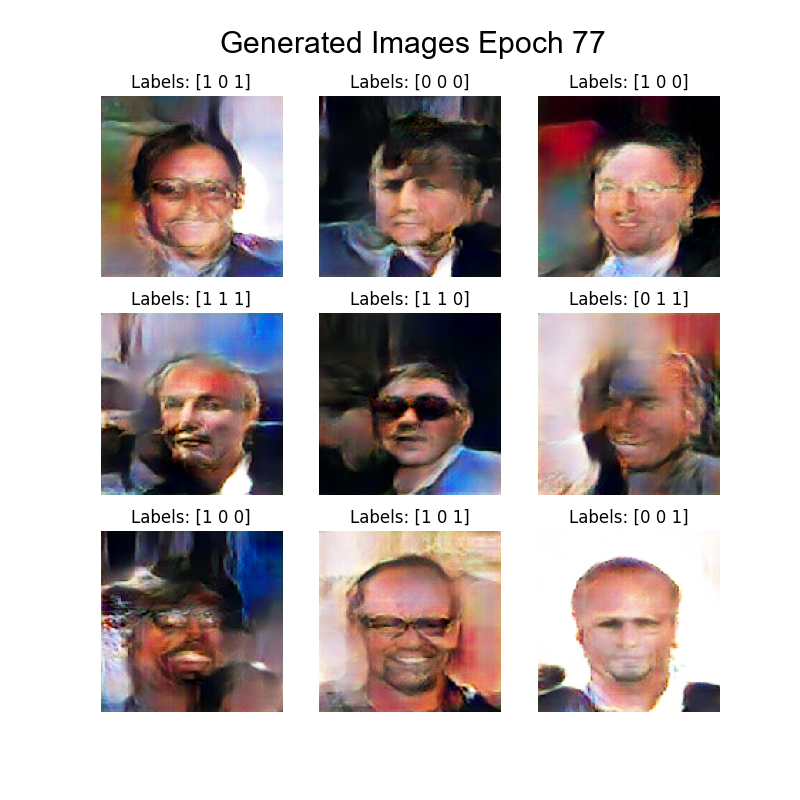 Generated Images Epoch 77
Labels: [1 0 1] Labels: [0 0 0] Labels: [1 0 0]
Labels: [1 1 1] Labels: [1 1 0] Labels: [0 1 1]
Labels: [1 0 0] Labels: [1 0 1] Labels: [0 0 1]